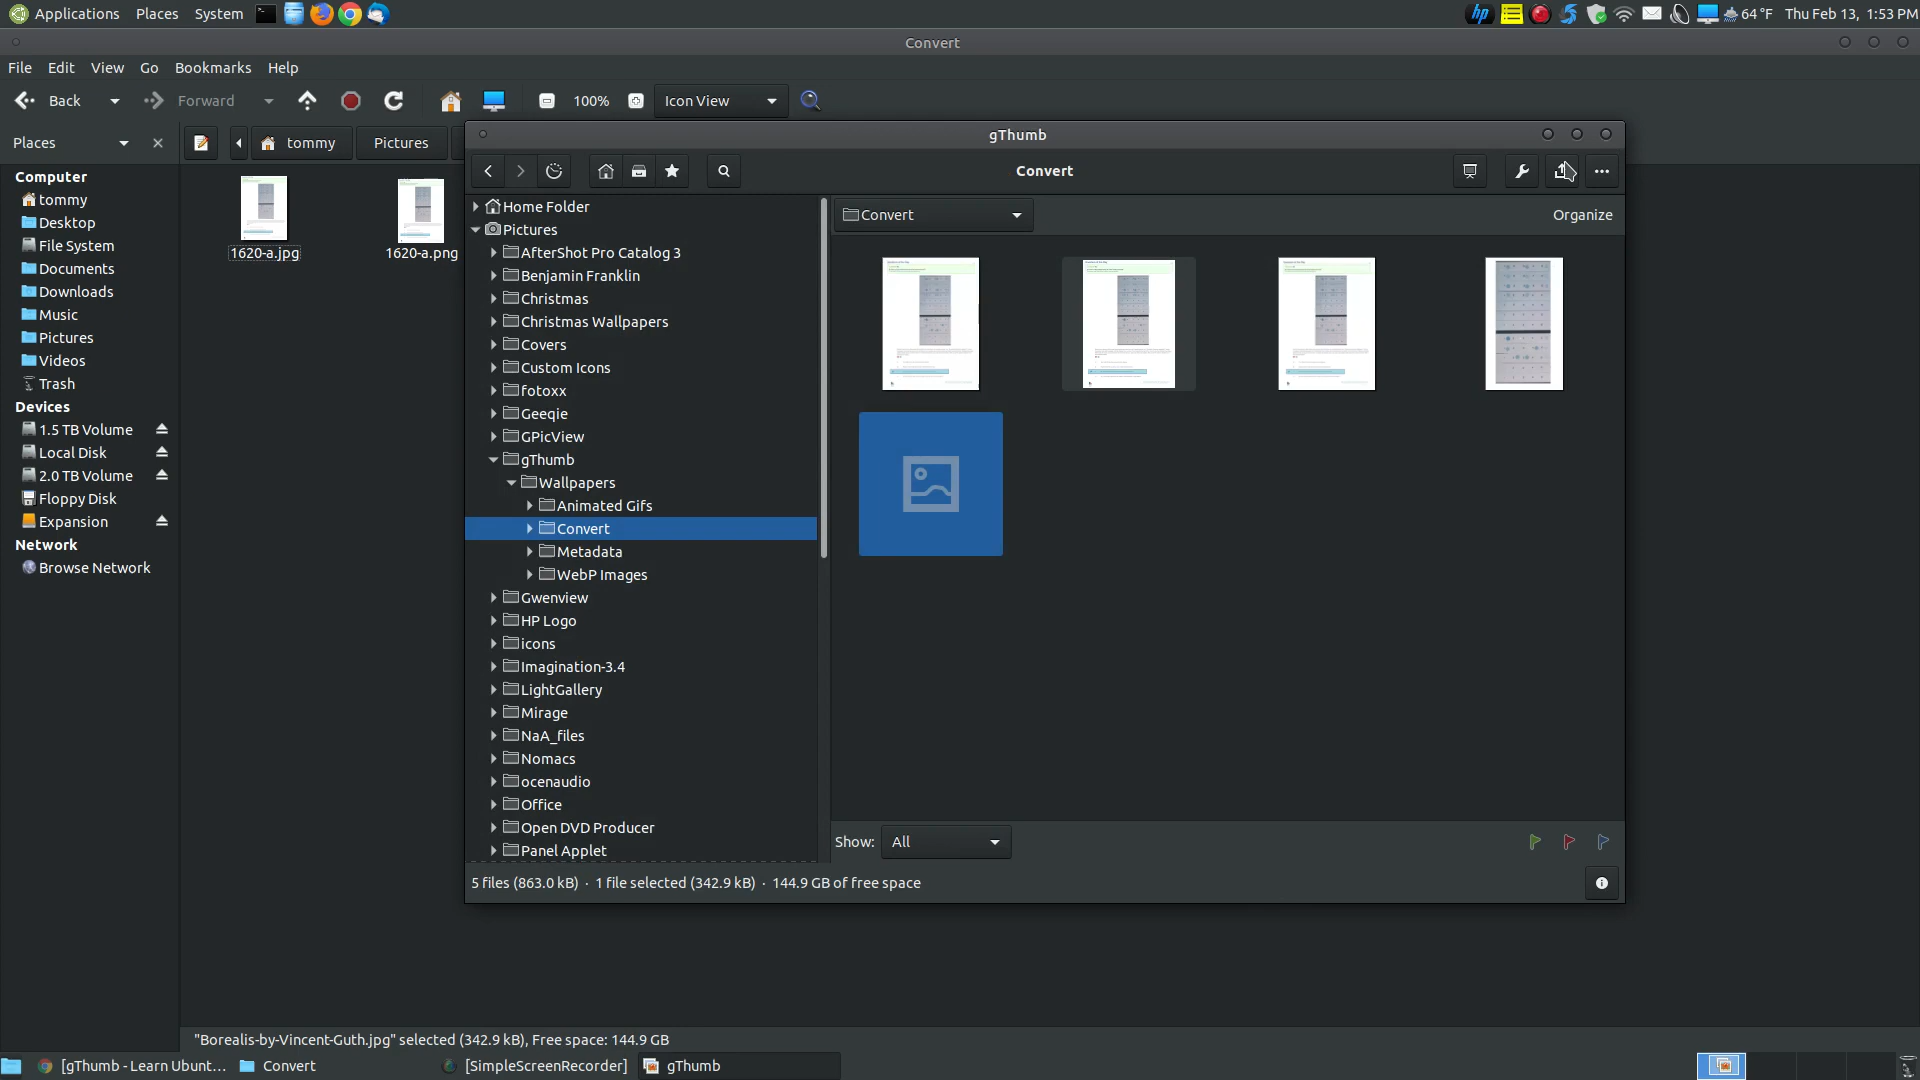 Applications Places System
64 °F Thu Feb 13, 1:53 PM
Convert
File Edit View Go Bookmarks Help
Back Forward 100% Icon View
Places tommy Pictures
Computer
tommy
Desktop
File System
Documents
Downloads
Music
Pictures
Videos
Trash
Devices
1.5 TB Volume
Local Disk
2.0 TB Volume
Floppy Disk
Expansion
Network
Browse Network
1620-a.jpg
1620-a.png
gThumb
Convert
Home Folder
Pictures
AfterShot Pro Catalog 3
Benjamin Franklin
Christmas
Christmas Wallpapers
Covers
Custom Icons
fotoxx
Geeqie
GPicView
gThumb
Wallpapers
Animated Gifs
Convert
Metadata
WebP Images
Gwenview
HP Logo
icons
Imagination-3.4
LightGallery
Mirage
NaA_files
Nomacs
ocenaudio
Office
Open DVD Producer
Panel Applet
Convert Organize
Show: All
5 files (863.0 kB) · 1 file selected (342.9 kB) · 144.9 GB of free space
"Borealis-by-Vincent-Guth.jpg" selected (342.9 kB), Free space: 144.9 GB
[gThumb - Learn Ubunt... Convert [SimpleScreenRecorder] gThumb